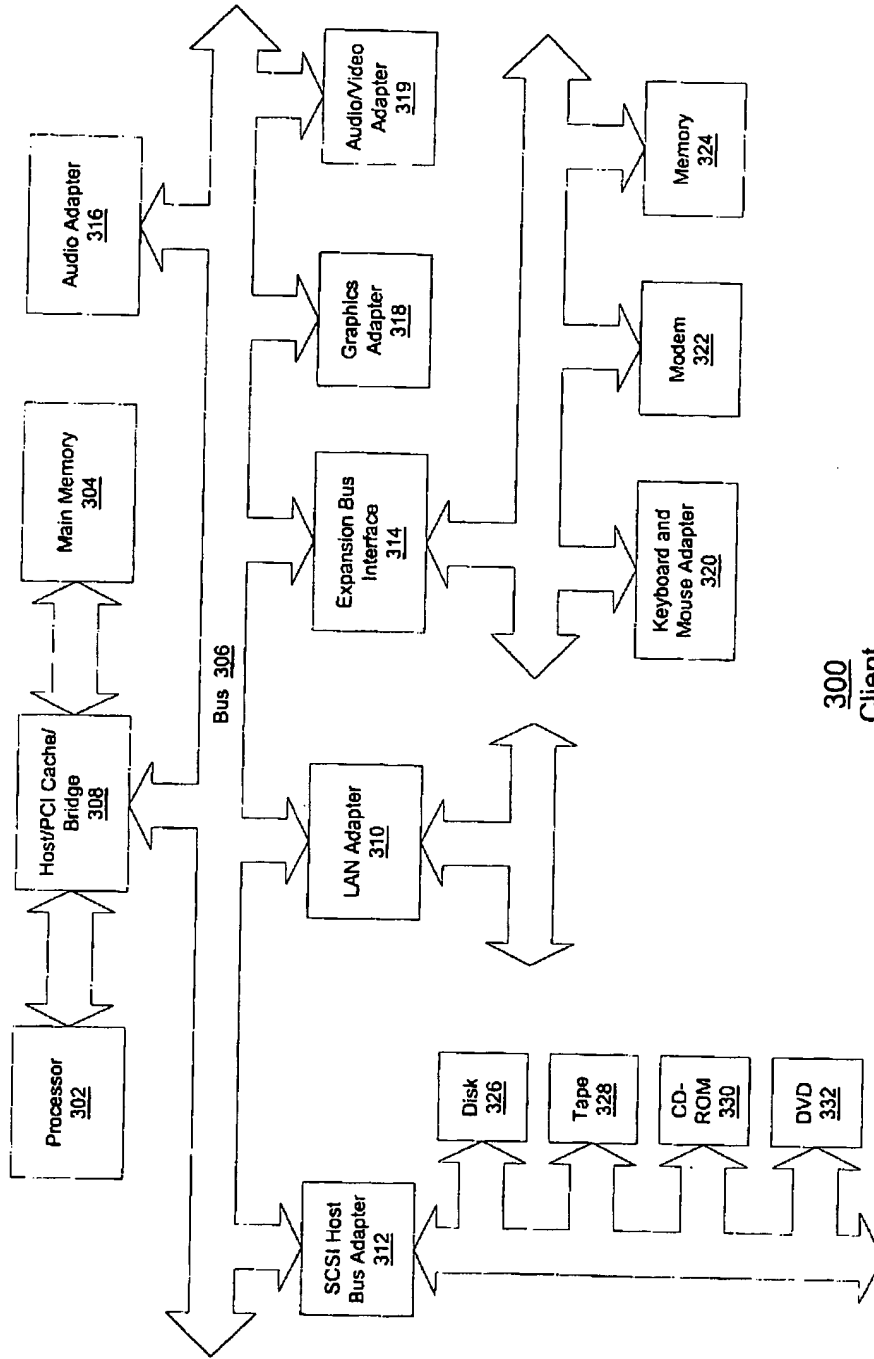 Processor
302
Host/PCI Cache/
Bridge
308
Main Memory
304
Audio Adapter
316
Bus 306
SCSI Host
Bus Adapter
312
LAN Adapter
310
Expansion Bus
Interface
314
Graphics
Adapter
318
Audio/Video
Adapter
319
Disk
326
Tape
328
CD-
ROM
330
DVD
332
Keyboard and
Mouse Adapter
320
Modem
322
Memory
324
300
Client